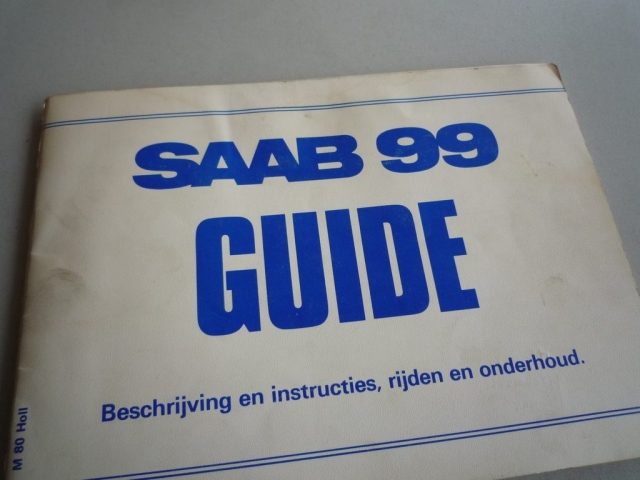 SAAB 99
GUIDE
Beschrijving en instructies, rijden en onderhoud.
M 80 Holl